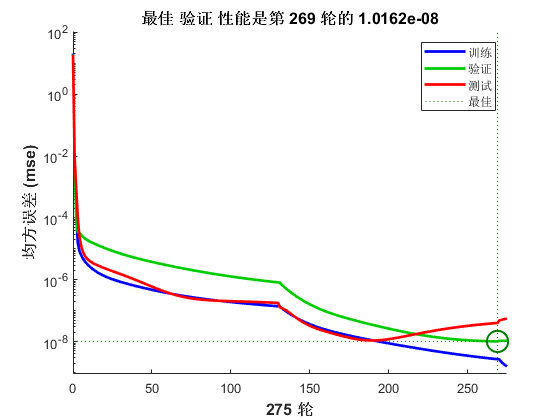 最佳 验证 性能是第 269 轮的 1.0162e-08
均方误差 (mse)
10^2
10^0
10^-2
10^-4
10^-6
10^-8
训练
验证
测试
最佳
0 50 100 150 200 250
275 轮